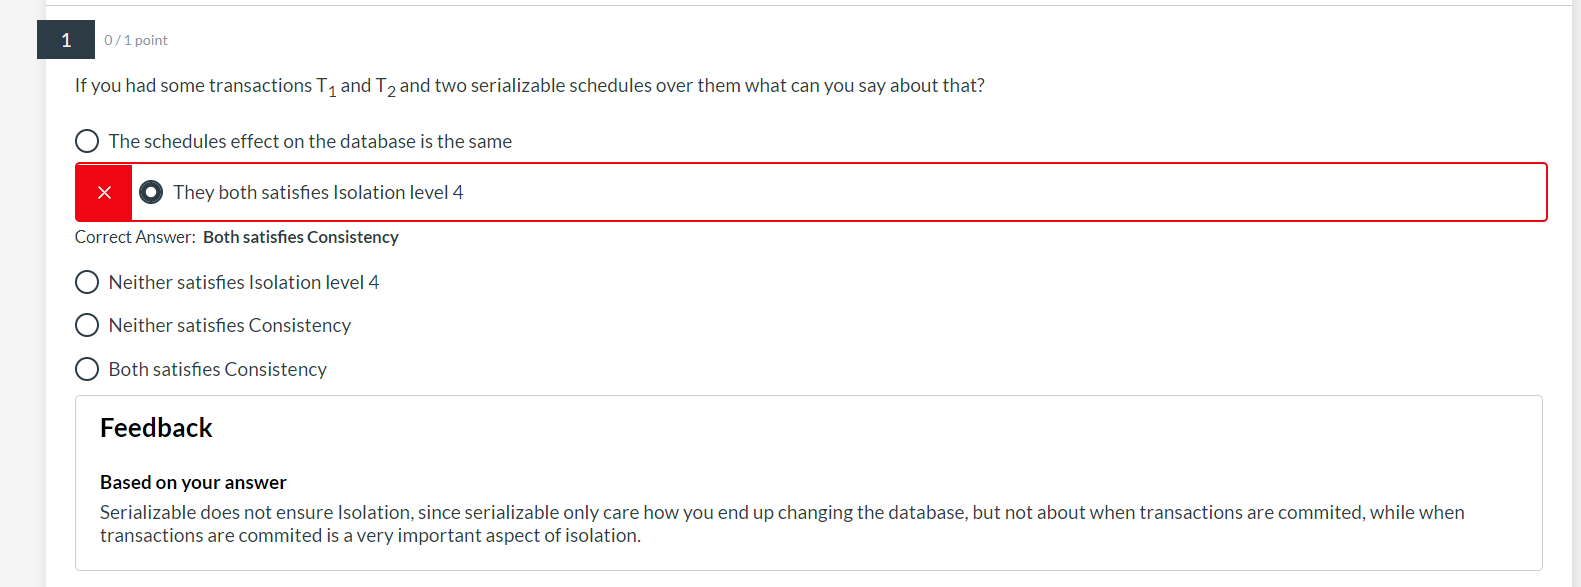 1
0 / 1 point
If you had some transactions T1 and T2 and two serializable schedules over them what can you say about that?
The schedules effect on the database is the same
They both satisfies Isolation level 4
Correct Answer: Both satisfies Consistency
Neither satisfies Isolation level 4
Neither satisfies Consistency
Both satisfies Consistency
Feedback
Based on your answer
Serializable does not ensure Isolation, since serializable only care how you end up changing the database, but not about when transactions are commited, while when
transactions are commited is a very important aspect of isolation.